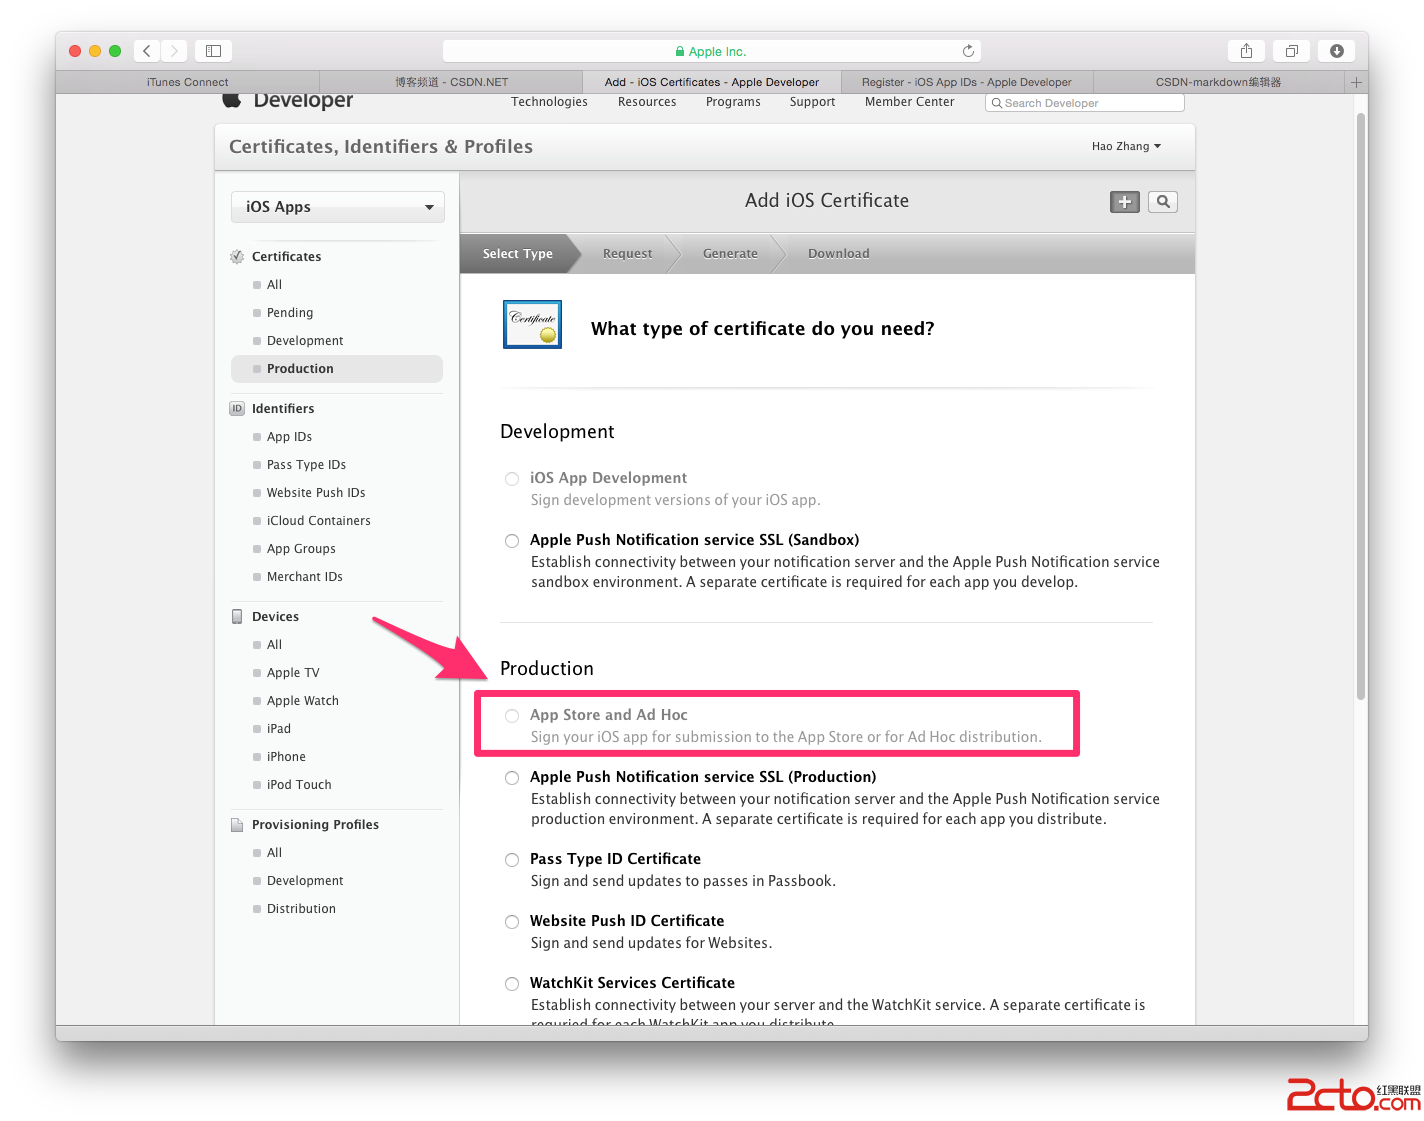 Apple Inc.
iTunes Connect
博客频道 - CSDN.NET
Add - iOS Certificates - Apple Developer
Register - iOS App IDs - Apple Developer
CSDN-markdown编辑器
Developer
Technologies
Resources
Programs
Support
Member Center
Search Developer
Certificates, Identifiers & Profiles
Hao Zhang
iOS Apps
Add iOS Certificate
Select Type
Request
Generate
Download
Certificates
All
Pending
Development
Production
ID
Identifiers
App IDs
Pass Type IDs
Website Push IDs
iCloud Containers
App Groups
Merchant IDs
Devices
All
Apple TV
Apple Watch
iPad
iPhone
iPod Touch
Provisioning Profiles
All
Development
Distribution
Certificate
What type of certificate do you need?
Development
iOS App Development
Sign development versions of your iOS app.
Apple Push Notification service SSL (Sandbox)
Establish connectivity between your notification server and the Apple Push Notification service
sandbox environment. A separate certificate is required for each app you develop.
Production
App Store and Ad Hoc
Sign your iOS app for submission to the App Store or for Ad Hoc distribution.
Apple Push Notification service SSL (Production)
Establish connectivity between your notification server and the Apple Push Notification service
production environment. A separate certificate is required for each app you distribute.
Pass Type ID Certificate
Sign and send updates to passes in Passbook.
Website Push ID Certificate
Sign and send updates for Websites.
WatchKit Services Certificate
Establish connectivity between your server and the WatchKit service. A separate certificate is
requried for each WatchKit app you distribute.
2cto.com
红黑联盟